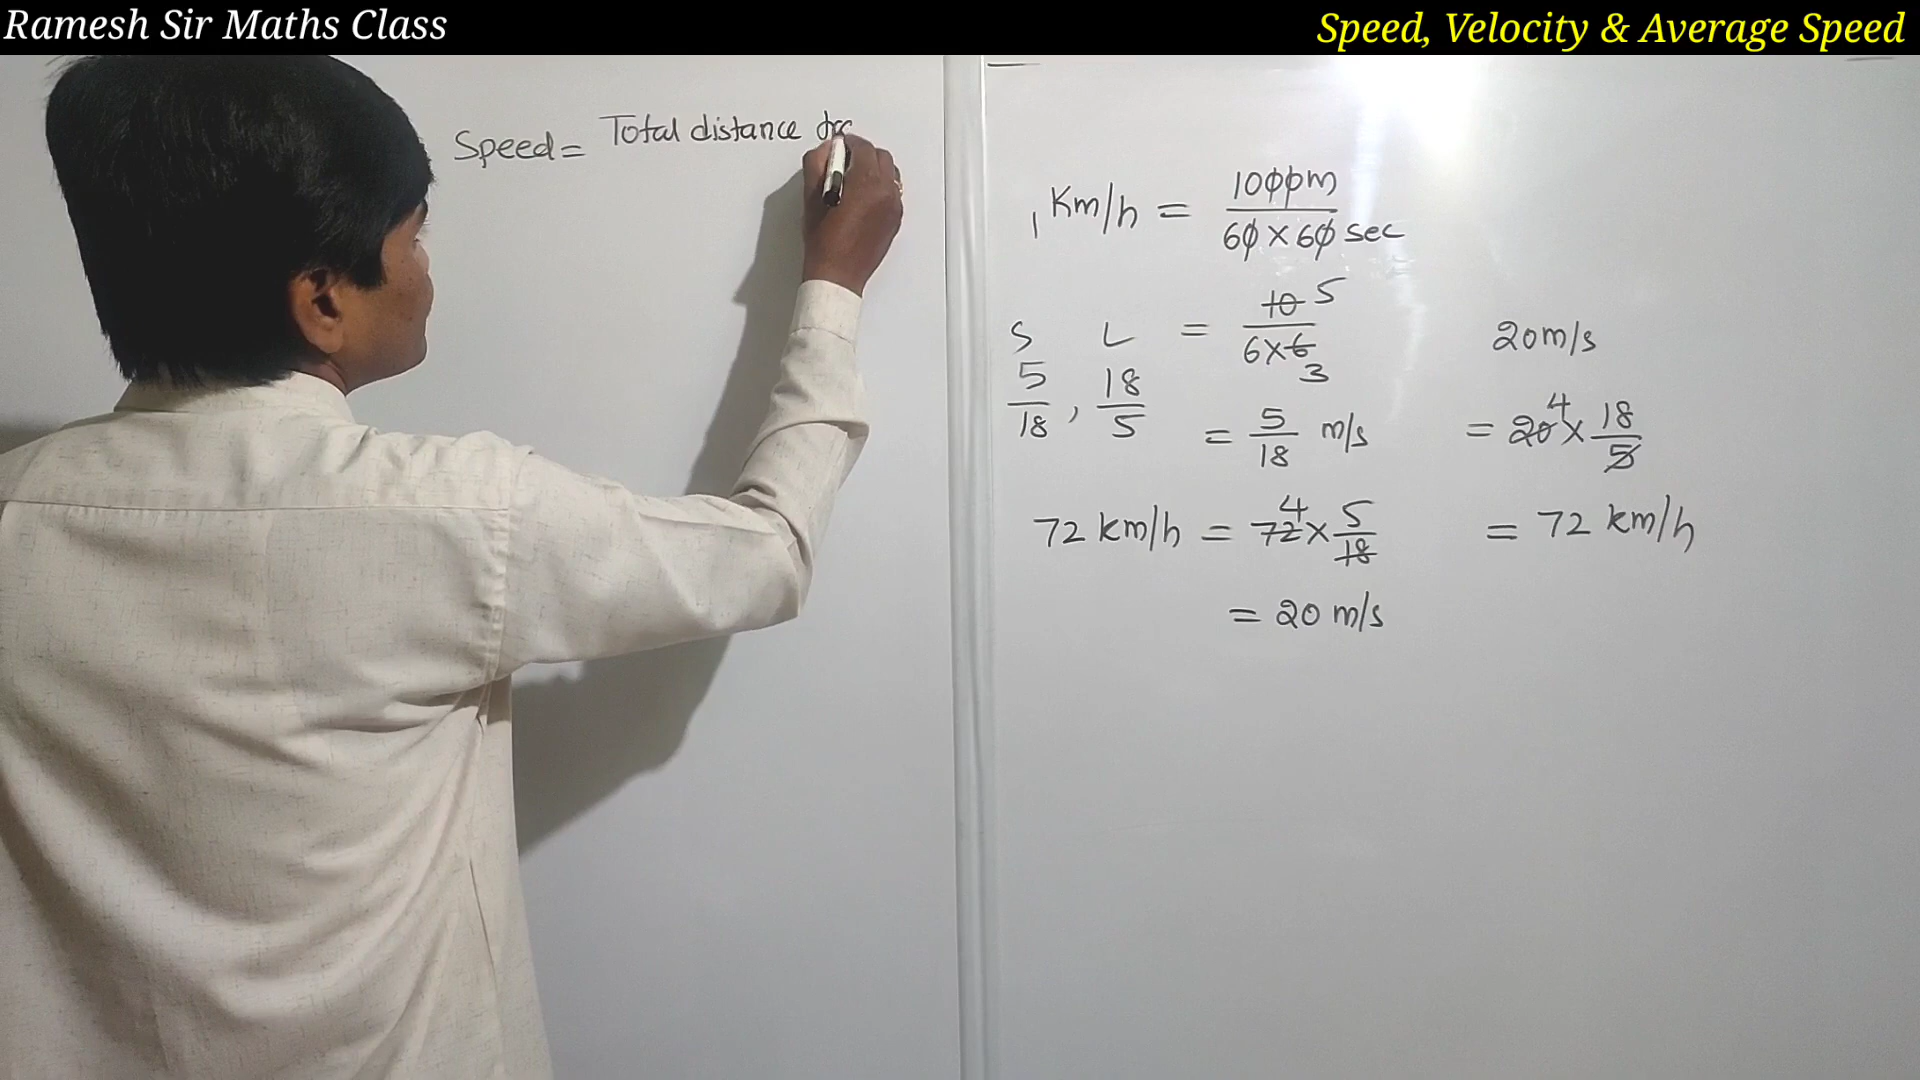 Ramesh Sir Maths Class
Speed, Velocity & Average Speed
Speed = Total distance tra
1 Km/h = 1000m / 60 × 60 sec
S L
5/18 , 18/5
= 10 5 / 6×6 3
= 5/18 m/s
72 km/h = 72 4 × 5/18
= 20 m/s
20m/s
= 20 4 × 18/5
= 72 km/h